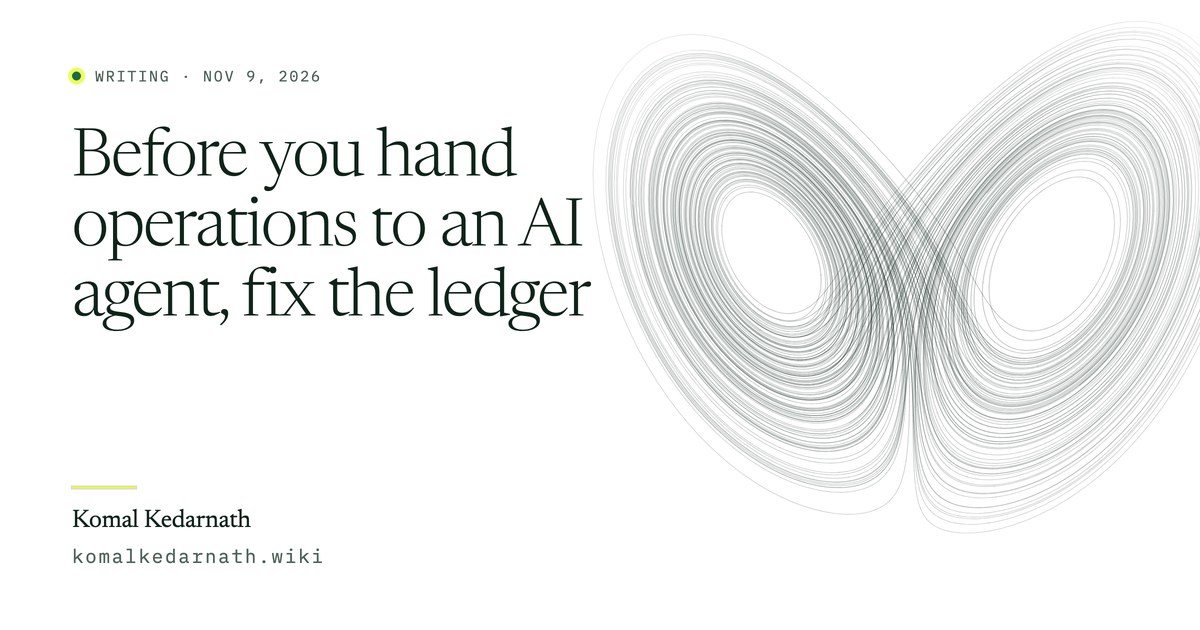 WRITING · NOV 9, 2026
Before you hand
operations to an AI
agent, fix the ledger
Komal Kedarnath
komalkedarnath.wiki